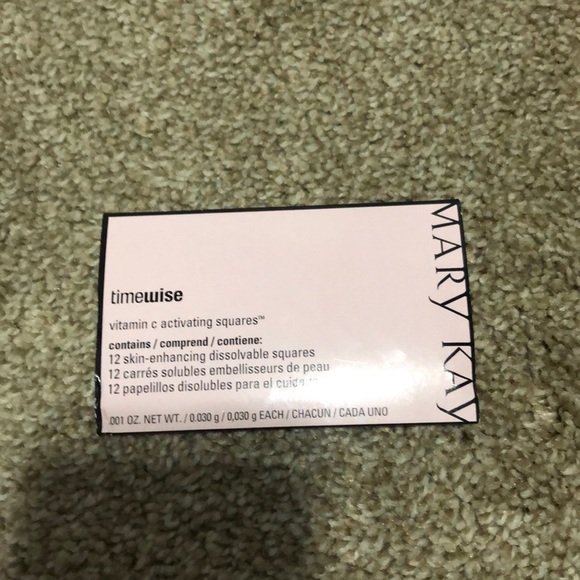 timewise
vitamin c activating squares™
contains / comprend / contiene:
12 skin-enhancing dissolvable squares
12 carrés solubles embellisseurs de peau
12 papelillos disolubles para el
.001 OZ. NET WT. / 0.030 g / 0,030 g EACH / CHACUN / CADA UNO
MARY KAY